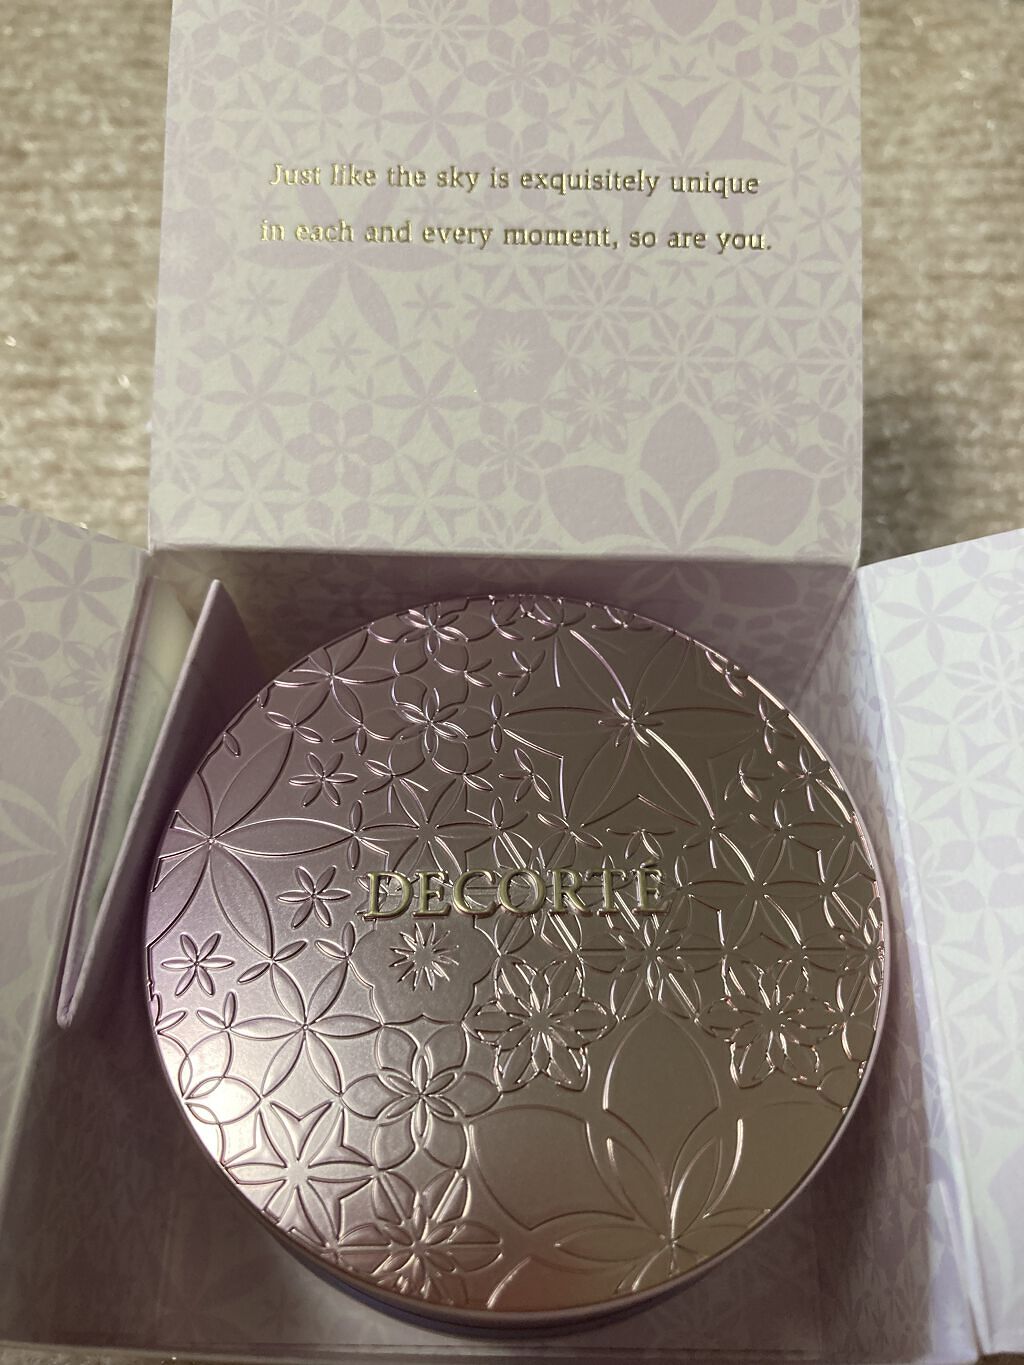 Just like the sky is exquisitely unique
in each and every moment, so are you.
DECORTÉ